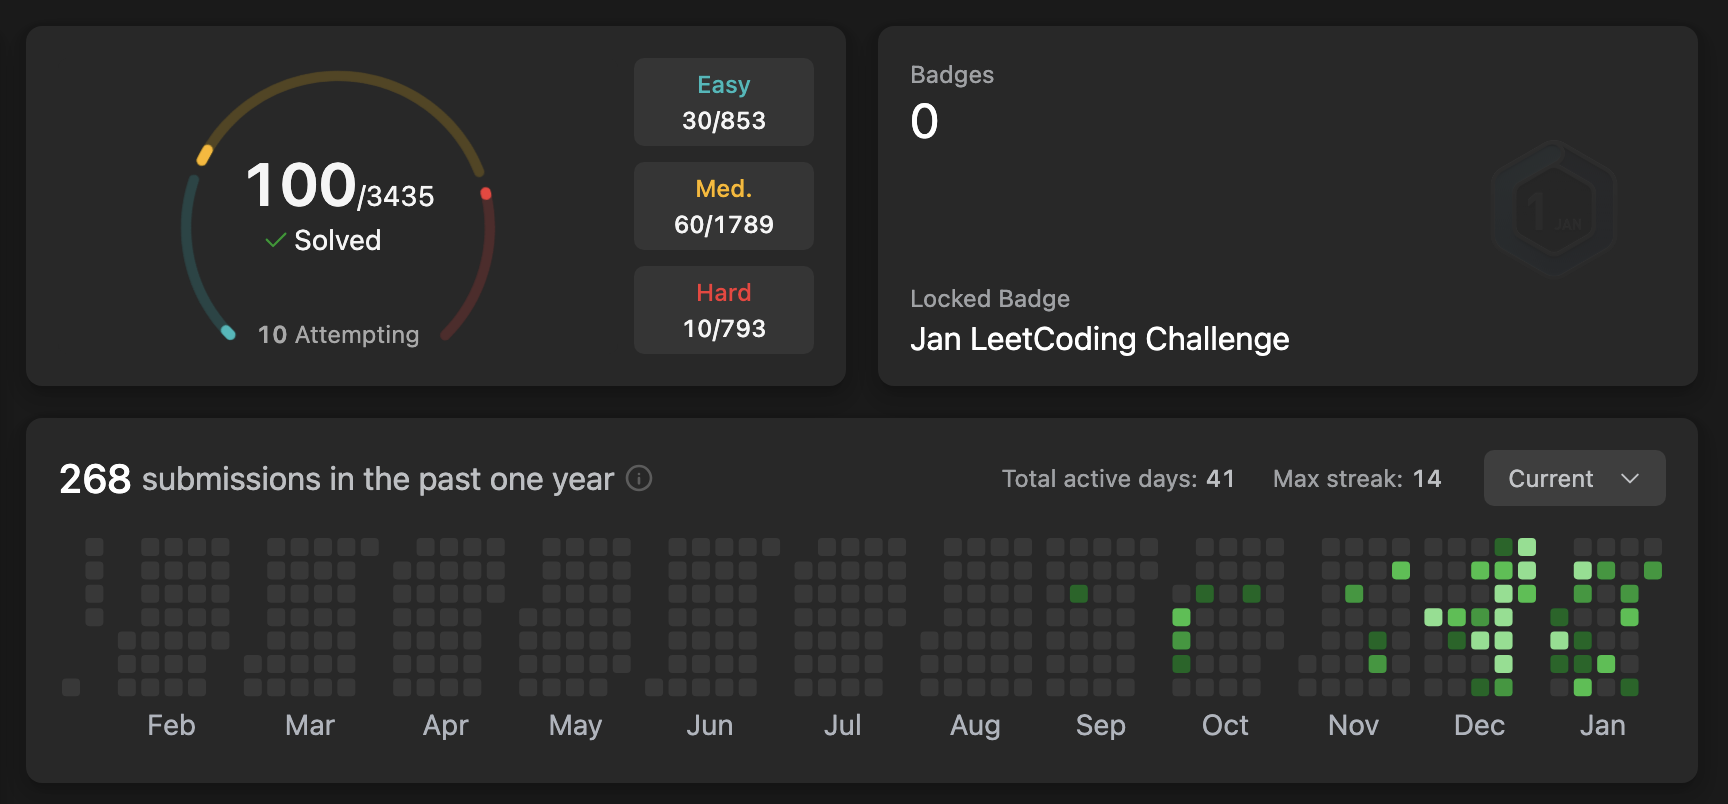 100/3435
Solved
10 Attempting
Easy
30/853
Med.
60/1789
Hard
10/793
Badges
0
1
JAN
Locked Badge
Jan LeetCoding Challenge
268 submissions in the past one year
Total active days: 41
Max streak: 14
Current
Feb Mar Apr May Jun Jul Aug Sep Oct Nov Dec Jan